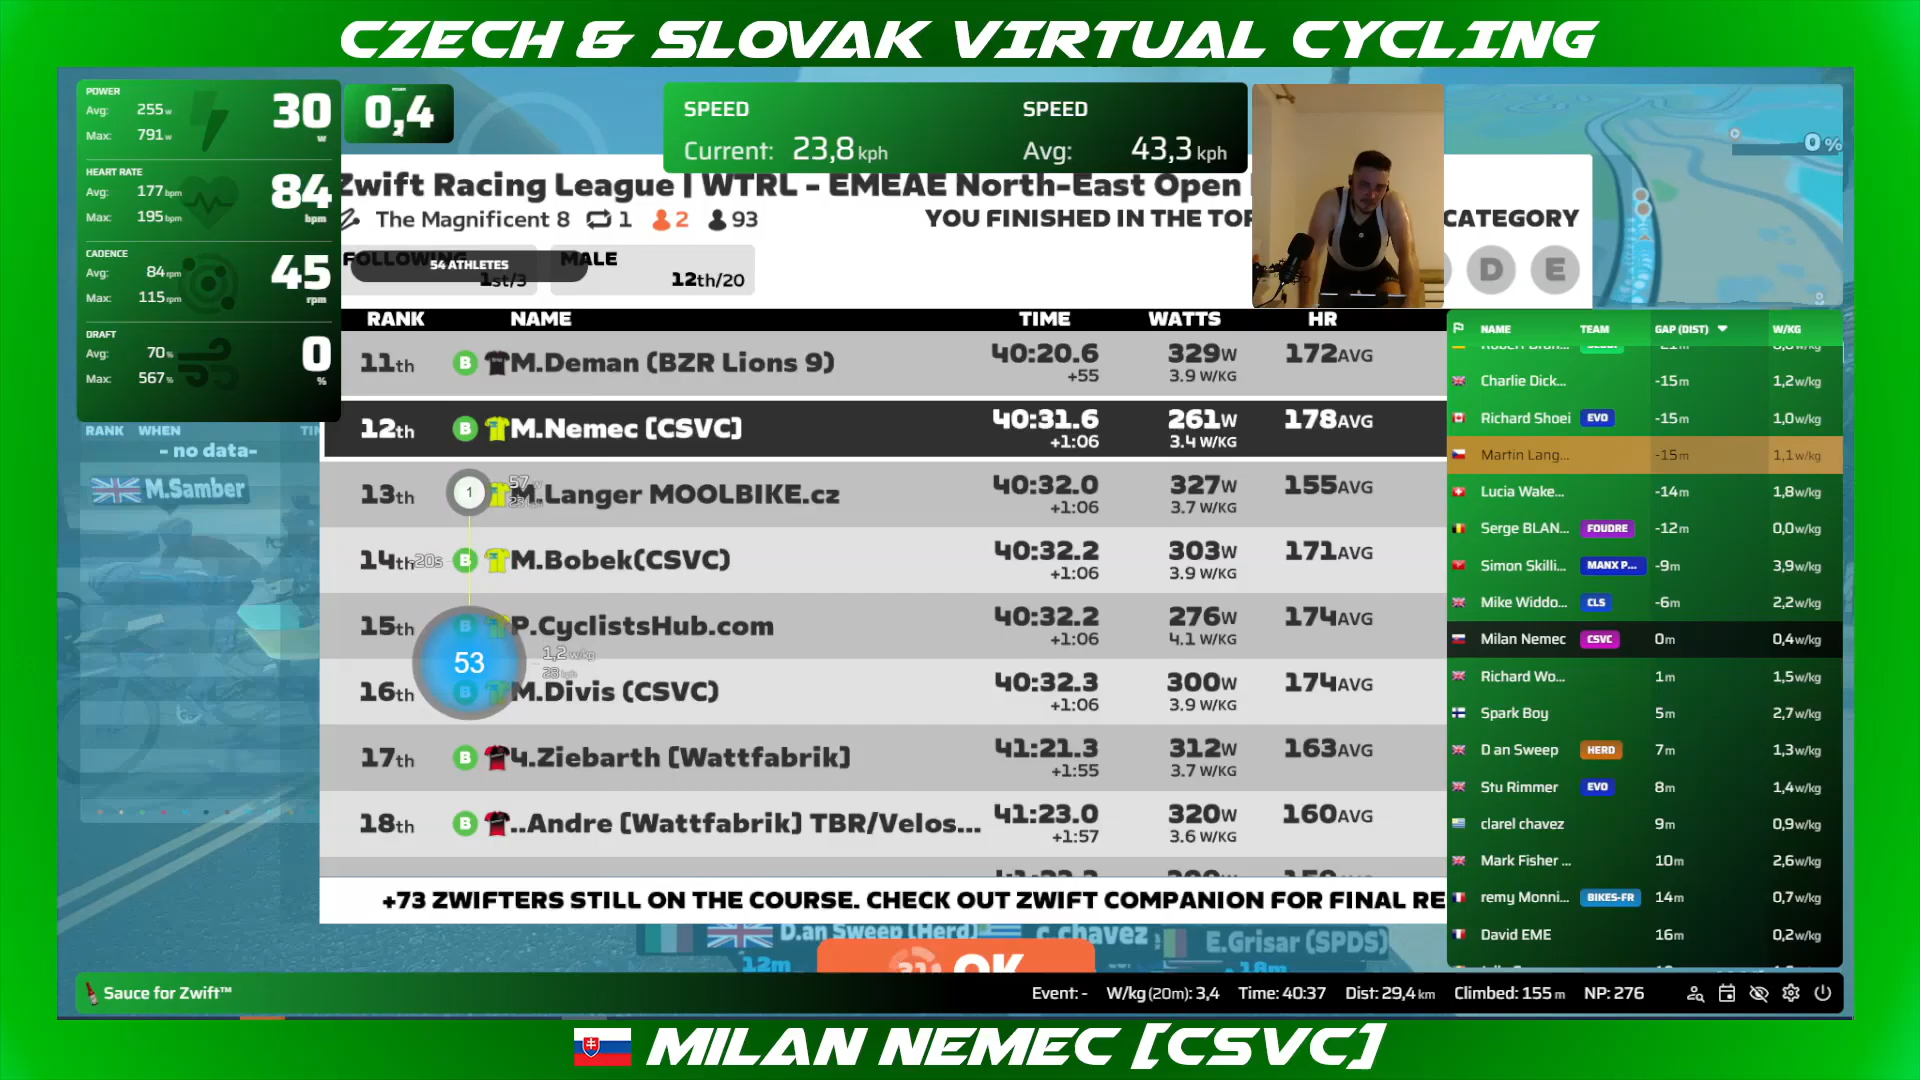 CZECH & SLOVAK VIRTUAL CYCLING
POWER
Avg: 255 w
Max: 791 w
30 w
HEART RATE
Avg: 177 bpm
Max: 195 bpm
84 bpm
CADENCE
Avg: 84 rpm
Max: 115 rpm
45 rpm
DRAFT
Avg: 70 %
Max: 567 %
0 %
0,4
SPEED SPEED
Current: 23,8 kph Avg: 43,3 kph
0 %
Zwift Racing League | WTRL - EMEAE North-East Open
The Magnificent 8 1 2 93
YOU FINISHED IN THE TOP
CATEGORY
D E
FOLLOWING
1st/3
54 ATHLETES
MALE
12th/20
RANK NAME TIME WATTS HR
11th B M.Deman (BZR Lions 9) 40:20.6 329W 172AVG
+55 3.9 W/KG
12th B M.Nemec [CSVC] 40:31.6 261W 178AVG
+1:06 3.4 W/KG
13th 1 M.Langer MOOLBIKE.cz 40:32.0 327W 155AVG
+1:06 3.7 W/KG
14th B M.Bobek(CSVC) 40:32.2 303W 171AVG
+1:06 3.9 W/KG
15th B P.CyclistsHub.com 40:32.2 276W 174AVG
+1:06 4.1 W/KG
16th B M.Divis (CSVC) 40:32.3 300W 174AVG
+1:06 3.9 W/KG
17th B 4.Ziebarth [Wattfabrik] 41:21.3 312W 163AVG
+1:55 3.7 W/KG
18th B ..Andre [Wattfabrik] TBR/Velos... 41:23.0 320W 160AVG
+1:57 3.6 W/KG
+73 ZWIFTERS STILL ON THE COURSE. CHECK OUT ZWIFT COMPANION FOR FINAL RE
20s
53
1,2 w/kg
RANK WHEN
- no data-
M.Samber
NAME TEAM GAP (DIST) W/KG
Charlie Dick... -15m 1,2w/kg
Richard Shoei EVO -15m 1,0w/kg
Martin Lang... -15m 1,1w/kg
Lucia Wake... -14m 1,8w/kg
Serge BLAN... FOUDRE -12m 0,0w/kg
Simon Skilli... MANX P... -9m 3,9w/kg
Mike Widdo... CLS -6m 2,2w/kg
Milan Nemec CSVC 0m 0,4w/kg
Richard Wo... 1m 1,5w/kg
Spark Boy 5m 2,7w/kg
D an Sweep HERD 7m 1,3w/kg
Stu Rimmer EVO 8m 1,4w/kg
clarel chavez 9m 0,9w/kg
Mark Fisher ... 10m 2,6w/kg
remy Monni... BIKES-FR 14m 0,7w/kg
David EME 16m 0,2w/kg
D.an Sweep [Herd] c.chavez E.Grisar (SPDS)
12m 18m
OK
Sauce for Zwift™
Event: - W/kg(20m): 3,4 Time: 40:37 Dist: 29,4 km Climbed: 155 m NP: 276
MILAN NEMEC [CSVC]